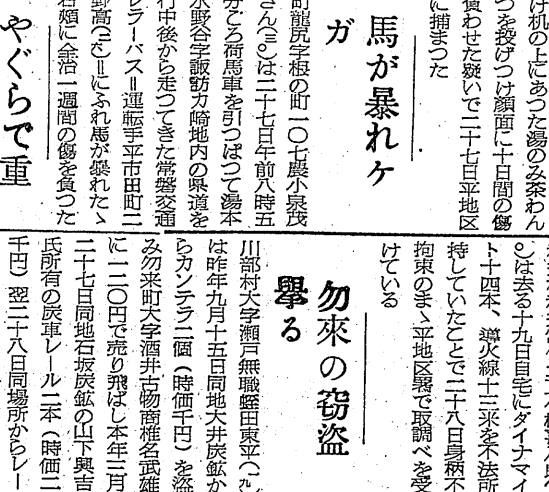 け机の上にあつた湯のみ茶わん
つを投げつけ顔面に十日間の傷
負わせた疑いで二十七日平地区
に捕まつた
馬が暴れケ
ガ
町龍尻字根の町一〇七農小泉茂
さん(三〇)は二十七日午前八時五
分ごろ荷馬車を引つぱつて湯本
水野谷字諏訪力崎地内の県道を
行中後から走つてきた常磐交通
レラーバス=運転手平市田町二
野高(三五)=にふれ馬が暴れたゝ
右頬に全治一週間の傷を負つた
やぐらで重
は去る十九日自宅にダイナマイ
ト十四本、導火線十三米を不法所
持していたことで二十八日身柄不
拘束のまゝ平地区署で取調べを受
けている
勿來の窃盗
擧る
川部村大字瀬戸無職蛭田東平
は昨年九月十五日同地大井炭鉱か
らカンテラ二個(時価千円)を盗
み勿来町大字酒井古物商椎名武雄
に一二〇円で売り飛ばし本年三月
二十七日同地石坂炭鉱の山下興吉
氏所有の炭車レール二本(時価二
千円)翌二十八日同場所からレー